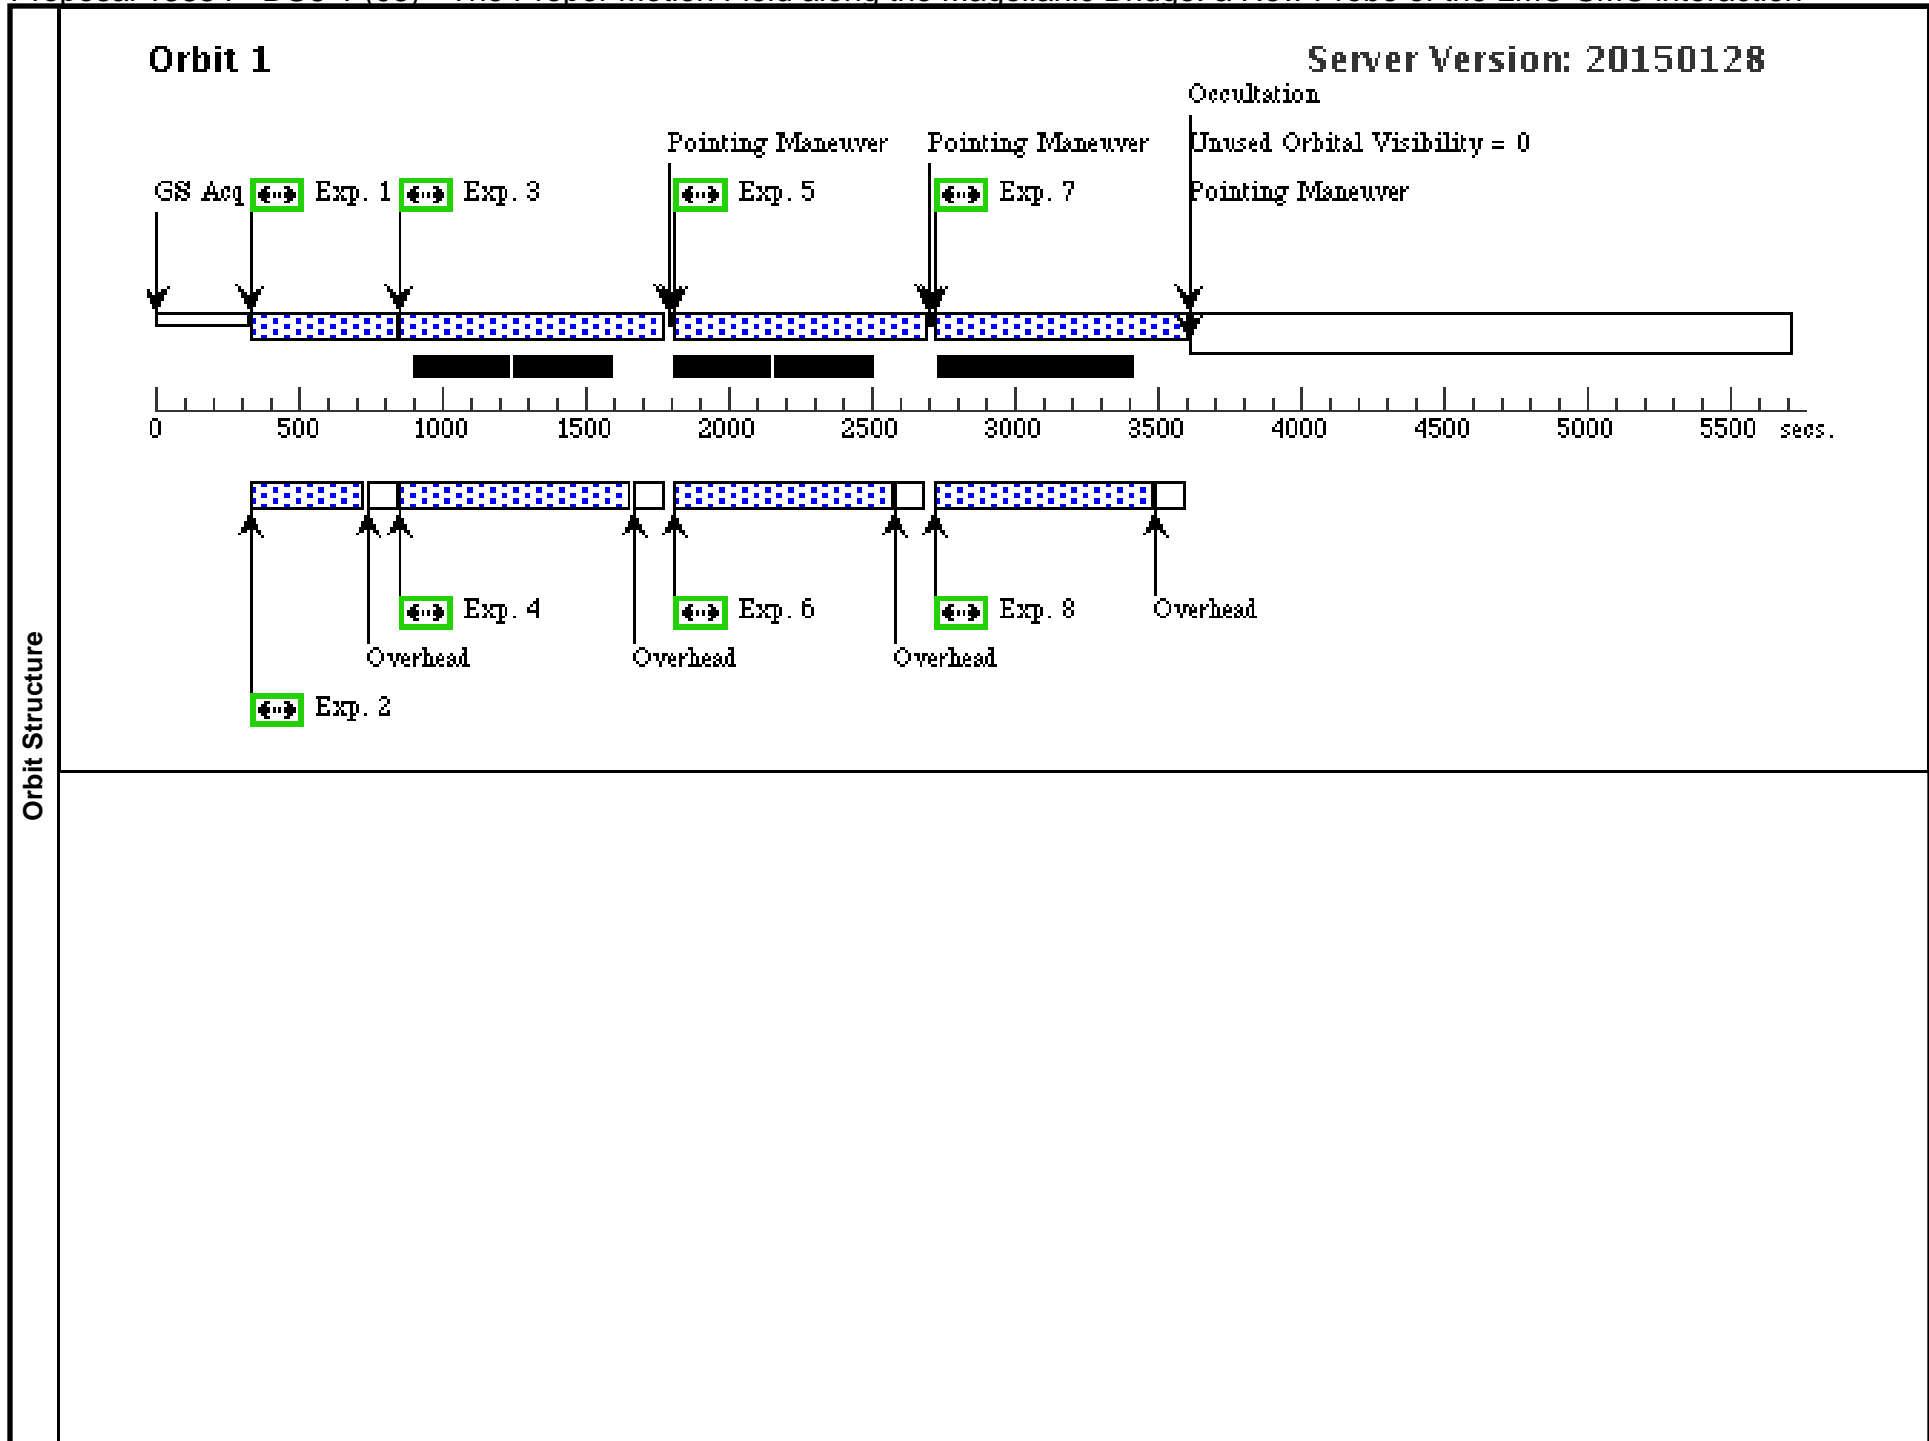 Orbit 1
Server Version: 20150128
Occultation
Pointing Maneuver Pointing Maneuver Unused Orbital Visibility = 0
GS Acq Exp. 1 Exp. 3 Exp. 5 Exp. 7 Pointing Maneuver
0 500 1000 1500 2000 2500 3000 3500 4000 4500 5000 5500 secs.
Exp. 4 Exp. 6 Exp. 8 Overhead
Overhead Overhead Overhead
Exp. 2
Orbit Structure